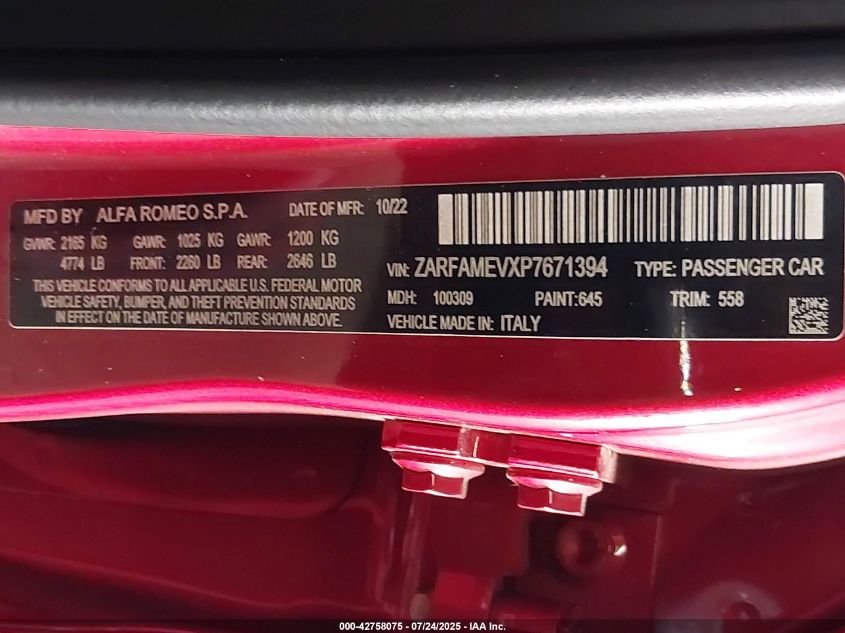 MFD BY ALFA ROMEO S.P.A. DATE OF MFR: 10/22
GVWR: 2165 KG GAWR: 1025 KG GAWR: 1200 KG
4774 LB FRONT: 2260 LB REAR: 2646 LB
THIS VEHICLE CONFORMS TO ALL APPLICABLE U.S. FEDERAL MOTOR
VEHICLE SAFETY, BUMPER, AND THEFT PREVENTION STANDARDS
IN EFFECT ON THE DATE OF MANUFACTURE SHOWN ABOVE.
VIN: ZARFAMEVXP7671394 TYPE: PASSENGER CAR
MDH: 100309 PAINT:645 TRIM: 558
VEHICLE MADE IN: ITALY
000-42758075 - 07/24/2025 - IAA Inc.